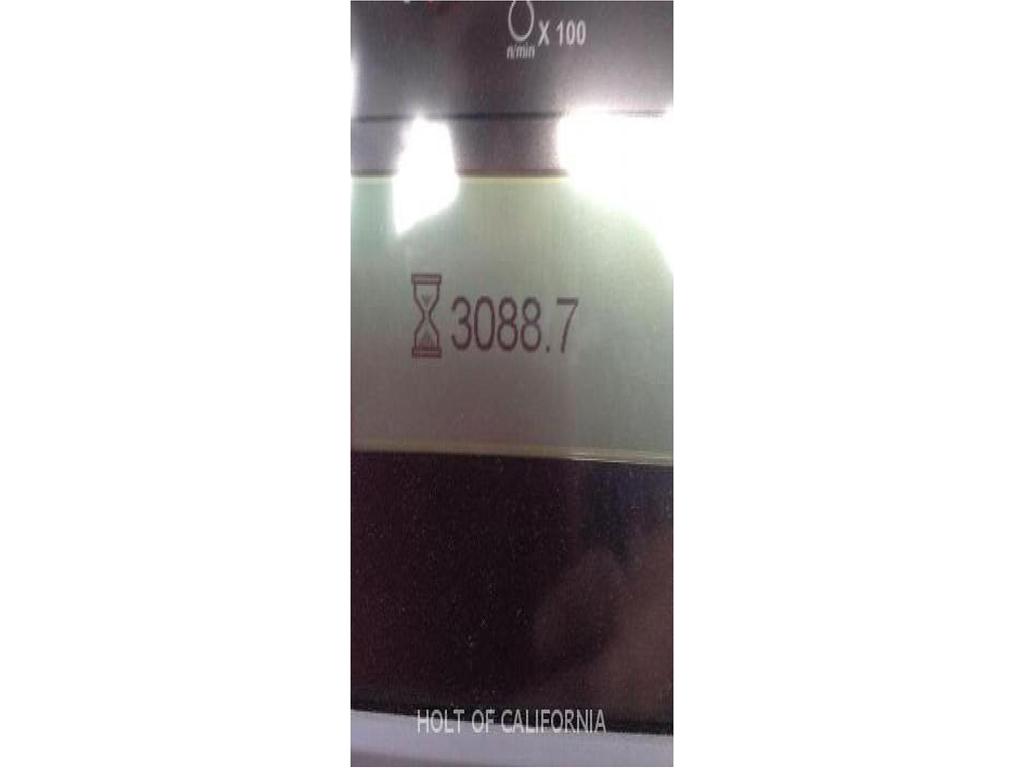 X 100
n/min
3088.7
HOLT OF CALIFORNIA